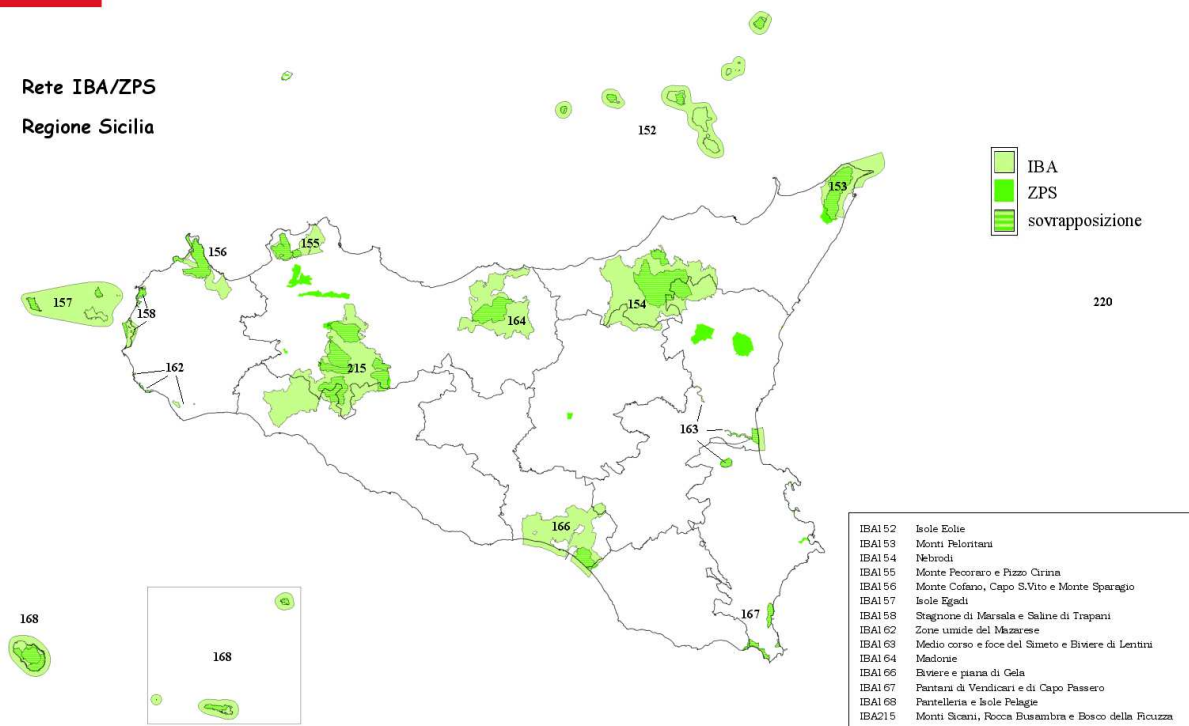 Rete IBA/ZPS
Regione Sicilia
152
IBA
ZPS
sovrapposizione
153
156
155
157
154
220
158
164
162
215
163
166
167
168
168
IBA152 Isole Eolie
IBA153 Monti Peloritani
IBA154 Nebrodi
IBA155 Monte Pecoraro e Pizzo Cirina
IBA156 Monte Cofano, Capo S.Vito e Monte Sparagio
IBA157 Isole Egadi
IBA158 Stagnone di Marsala e Saline di Trapani
IBA162 Zone umide del Mazarese
IBA163 Medio corso e foce del Simeto e Biviere di Lentini
IBA164 Madonie
IBA166 Biviere e piana di Gela
IBA167 Pantani di Vendicari e di Capo Passero
IBA168 Pantelleria e Isole Pelagie
IBA215 Monti Sicani, Rocca Busambra e Bosco della Ficuzza